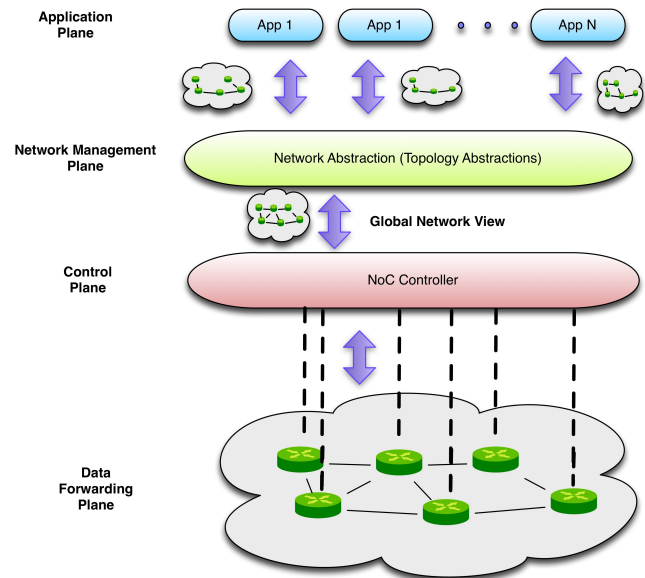 Application
Plane
App 1
App 1
App N
Network Management
Plane
Network Abstraction (Topology Abstractions)
Global Network View
Control
Plane
NoC Controller
Data
Forwarding
Plane